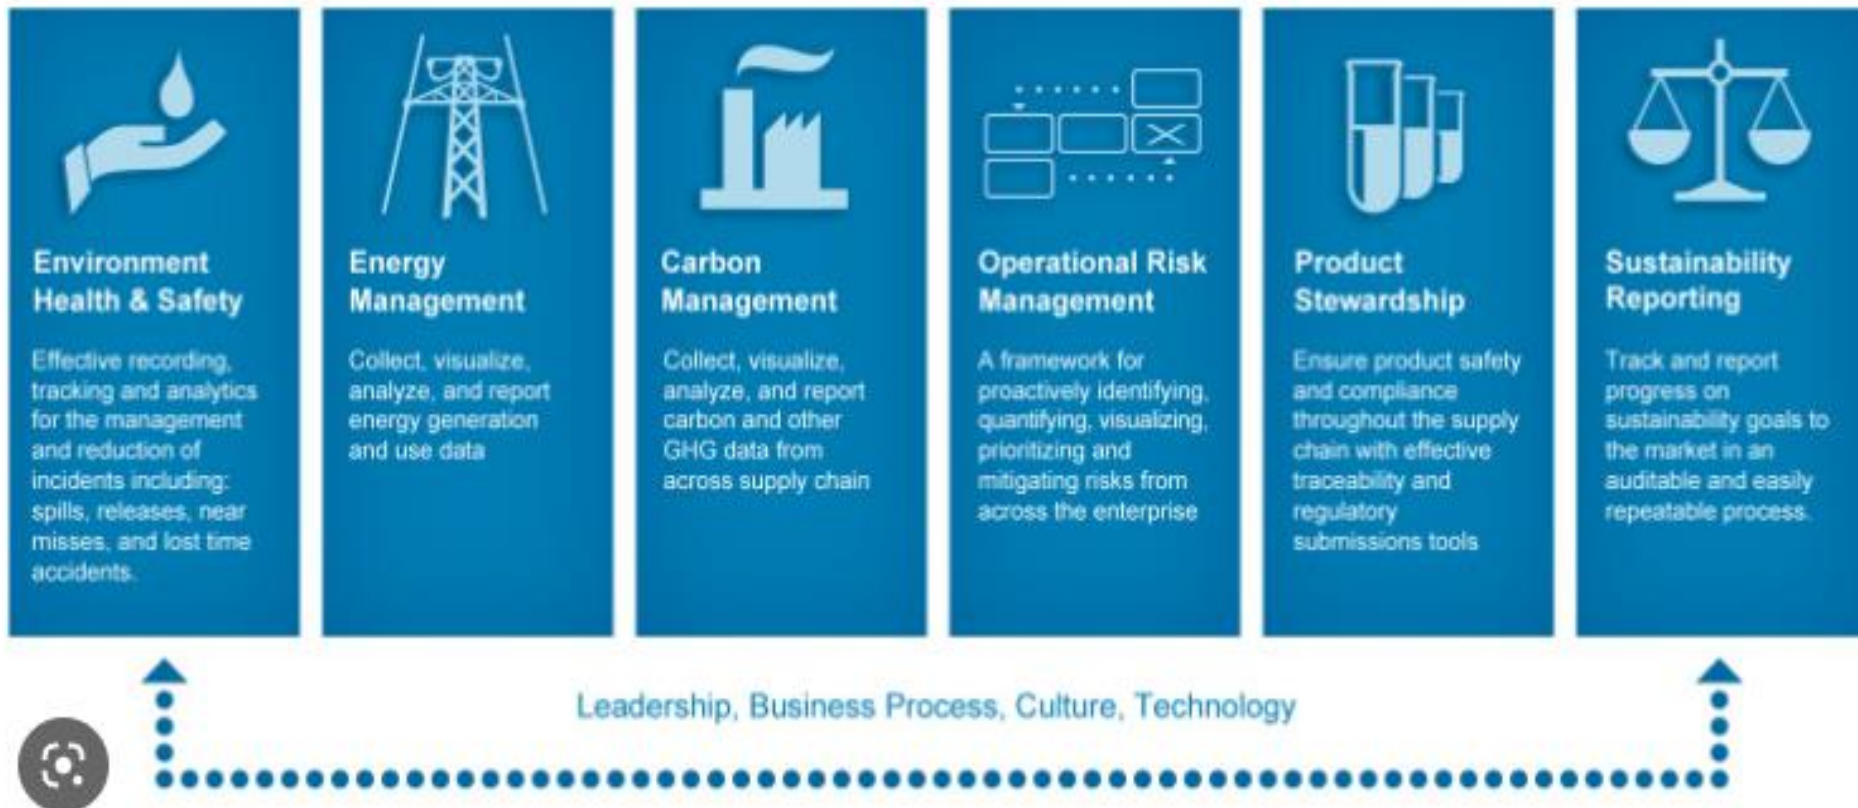 Environment
Health & Safety
Effective recording,
tracking and analytics
for the management
and reduction of
incidents including:
spills, releases, near
misses, and lost time
accidents.
Energy
Management
Collect, visualize,
analyze, and report
energy generation
and use data
Carbon
Management
Collect, visualize,
analyze, and report
carbon and other
GHG data from
across supply chain
Operational Risk
Management
A framework for
proactively identifying,
quantifying, visualizing,
prioritizing and
mitigating risks from
across the enterprise
Product
Stewardship
Ensure product safety
and compliance
throughout the supply
chain with effective
traceability and
regulatory
submissions tools
Sustainability
Reporting
Track and report
progress on
sustainability goals to
the market in an
auditable and easily
repeatable process.
Leadership, Business Process, Culture, Technology